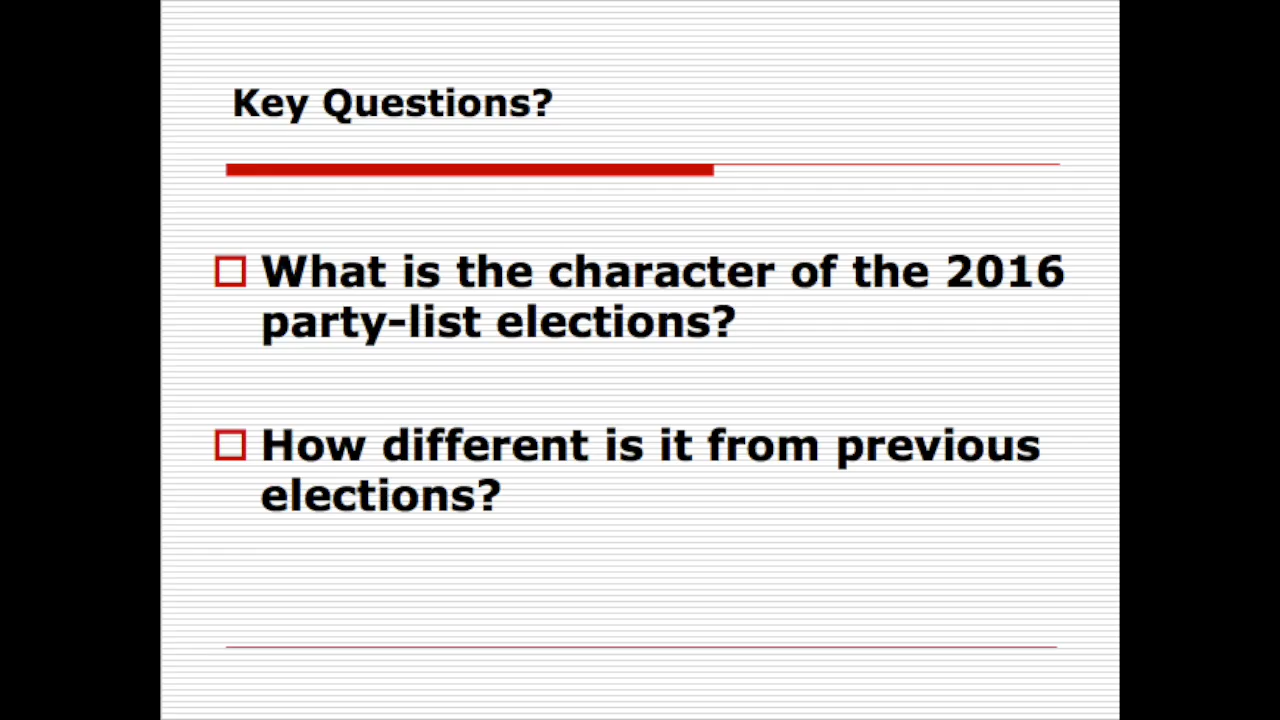 Key Questions?
What is the character of the 2016
party-list elections?
How different is it from previous
elections?